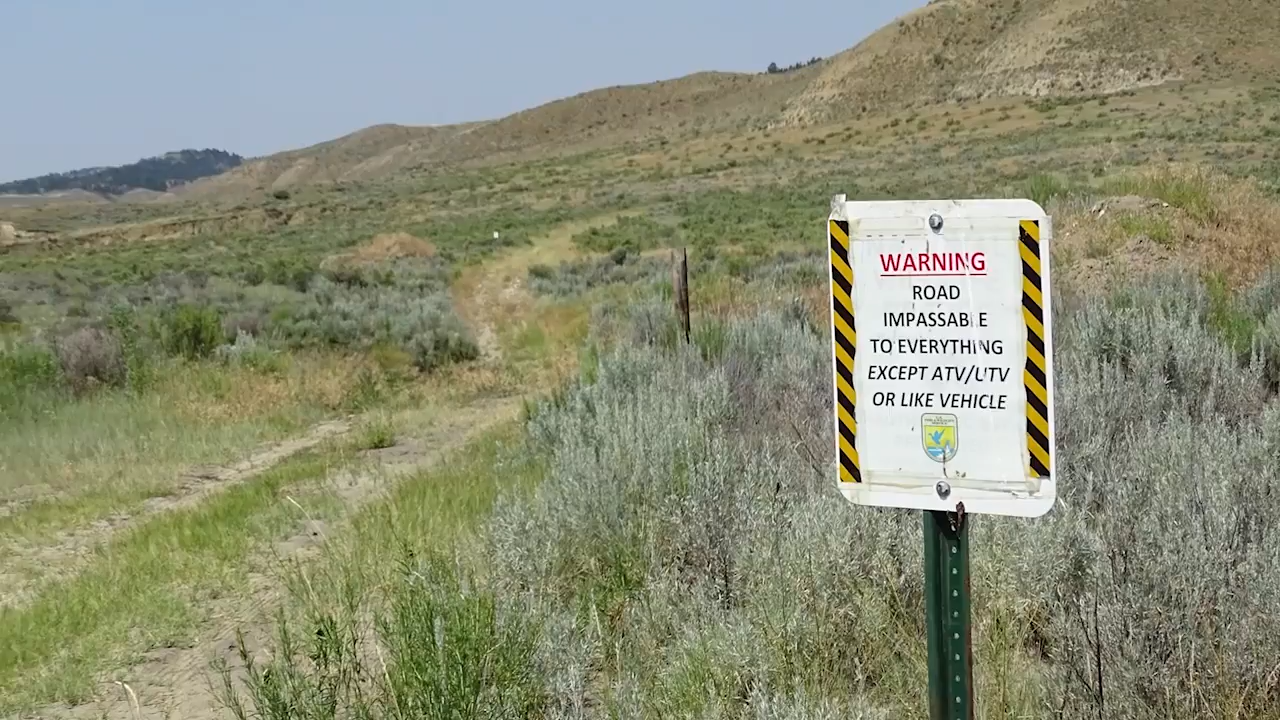 WARNING
ROAD
IMPASSABLE
TO EVERYTHING
EXCEPT ATV/UTV
OR LIKE VEHICLE